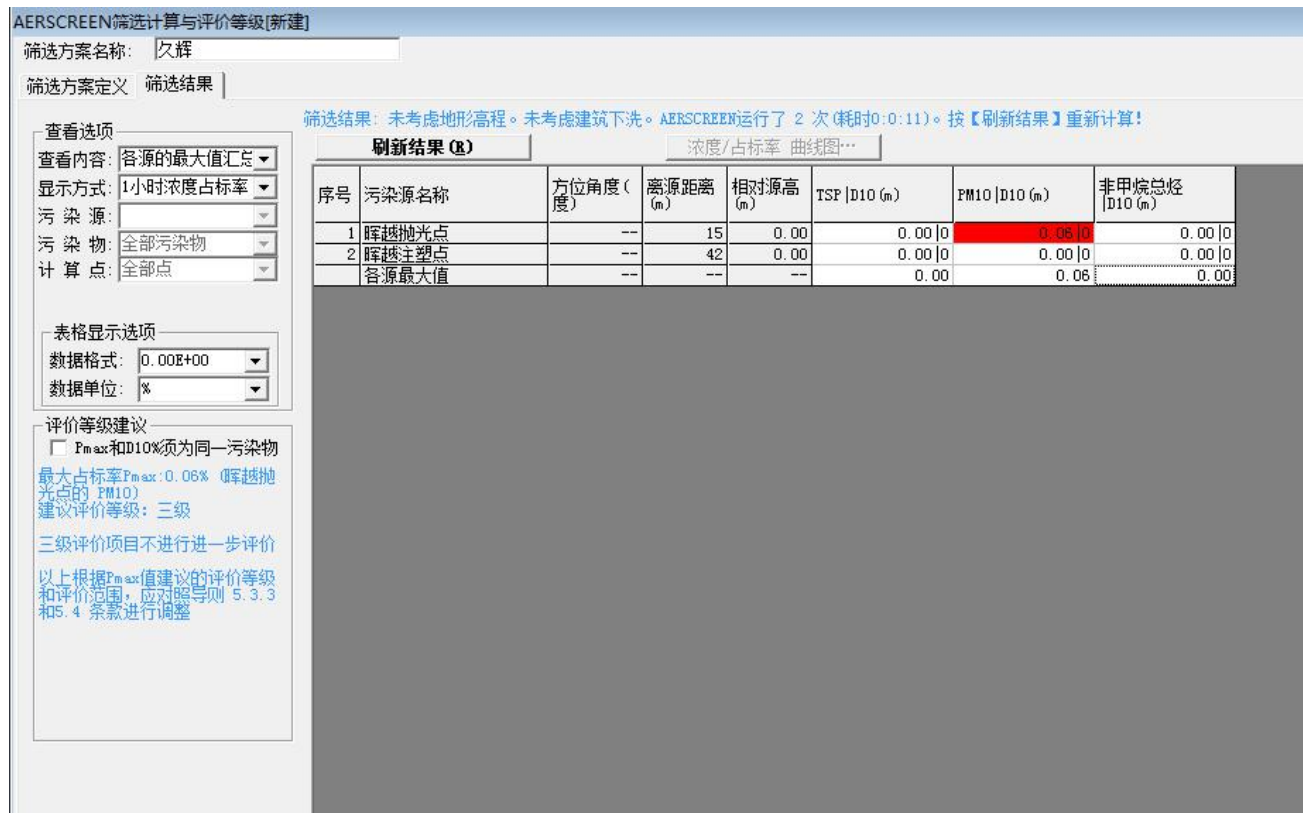 AERSCREEN筛选计算与评价等级[新建]
筛选方案名称: 久辉
筛选方案定义 筛选结果
筛选结果: 未考虑地形高程。未考虑建筑下洗。AERSCREEN运行了 2 次(耗时0:0:11)。按【刷新结果】重新计算!
查看选项
刷新结果(R) 浓度/占标率 曲线图…
查看内容: 各源的最大值汇总
显示方式: 1小时浓度占标率
污 染 源:
污 染 物: 全部污染物
计 算 点: 全部点
序号 污染源名称 方位角度(度) 离源距离(m) 相对源高(m) TSP|D10(m) PM10|D10(m) 非甲烷总烃|D10(m)
1 晖越抛光点 -- 15 0.00 0.00|0 0.06|0 0.00|0
2 晖越注塑点 -- 42 0.00 0.00|0 0.00|0 0.00|0
各源最大值 -- -- -- 0.00 0.06 0.00
表格显示选项
数据格式: 0.00E+00
数据单位: %
评价等级建议
Pmax和D10%须为同一污染物
最大占标率Pmax:0.06% (晖越抛
光点的 PM10)
建议评价等级: 三级
三级评价项目不进行进一步评价
以上根据Pmax值建议的评价等级
和评价范围，应对照导则 5.3.3
和5.4 条款进行调整